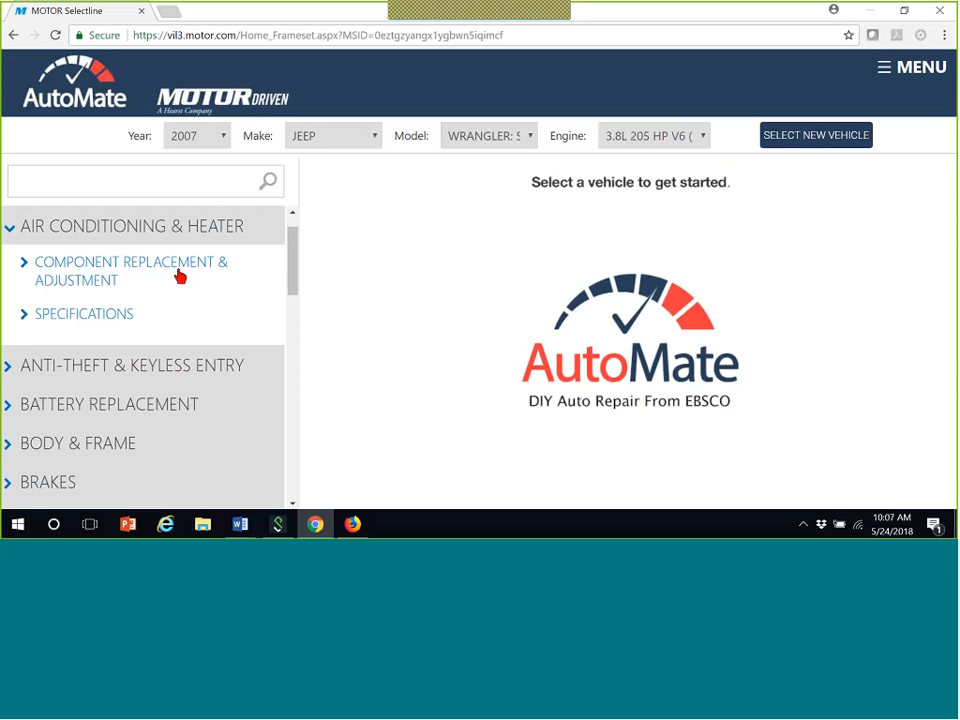 MOTOR Selectline
Secure https://vil3.motor.com/Home_Frameset.aspx?MSID=0eztgzyangx1ygbwn5iqimcf
AutoMate MOTOR DRIVEN
A Hearst Company
MENU
Year: 2007 Make: JEEP Model: WRANGLER: S Engine: 3.8L 205 HP V6 ( SELECT NEW VEHICLE
AIR CONDITIONING & HEATER
COMPONENT REPLACEMENT &
ADJUSTMENT
SPECIFICATIONS
ANTI-THEFT & KEYLESS ENTRY
BATTERY REPLACEMENT
BODY & FRAME
BRAKES
Select a vehicle to get started.
AutoMate
DIY Auto Repair From EBSCO
10:07 AM
5/24/2018
1